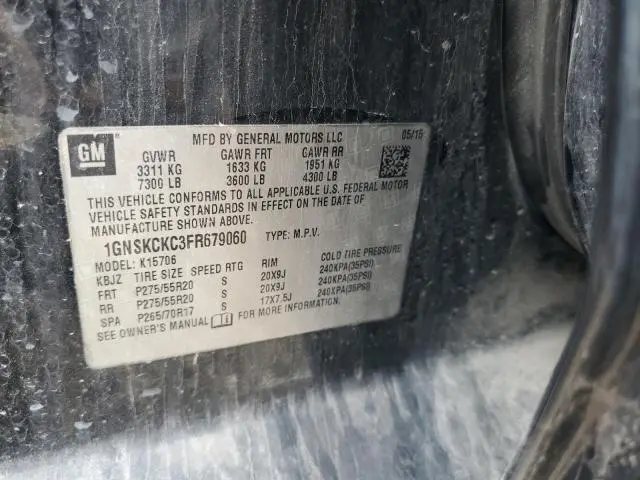 GM
MFD BY GENERAL MOTORS LLC 05/15
GVWR GAWR FRT GAWR RR
3311 KG 1633 KG 1951 KG
7300 LB 3600 LB 4300 LB
THIS VEHICLE CONFORMS TO ALL APPLICABLE U.S. FEDERAL MOTOR
VEHICLE SAFETY STANDARDS IN EFFECT ON THE DATE OF
MANUFACTURE SHOWN ABOVE.
1GNSKCKC3FR679060 TYPE: M.P.V.
MODEL: K15706
KBJZ TIRE SIZE SPEED RTG RIM COLD TIRE PRESSURE
FRT P275/55R20 S 20X9J 240KPA(35PSI)
RR P275/55R20 S 20X9J 240KPA(35PSI)
SPA P265/70R17 S 17X7.5J 240KPA(35PSI)
SEE OWNER'S MANUAL FOR MORE INFORMATION.